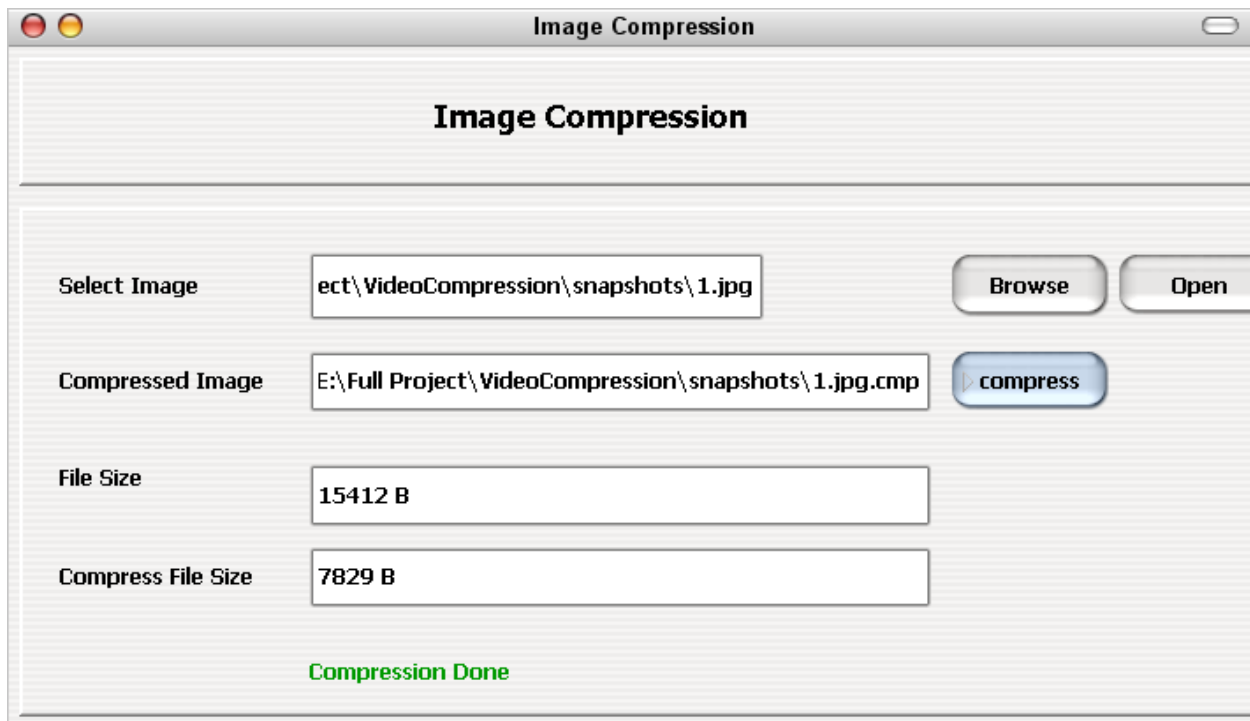 Image Compression
Image Compression
Select Image
ect\VideoCompression\snapshots\1.jpg
Browse
Open
Compressed Image
E:\Full Project\VideoCompression\snapshots\1.jpg.cmp
compress
File Size
15412 B
Compress File Size
7829 B
Compression Done